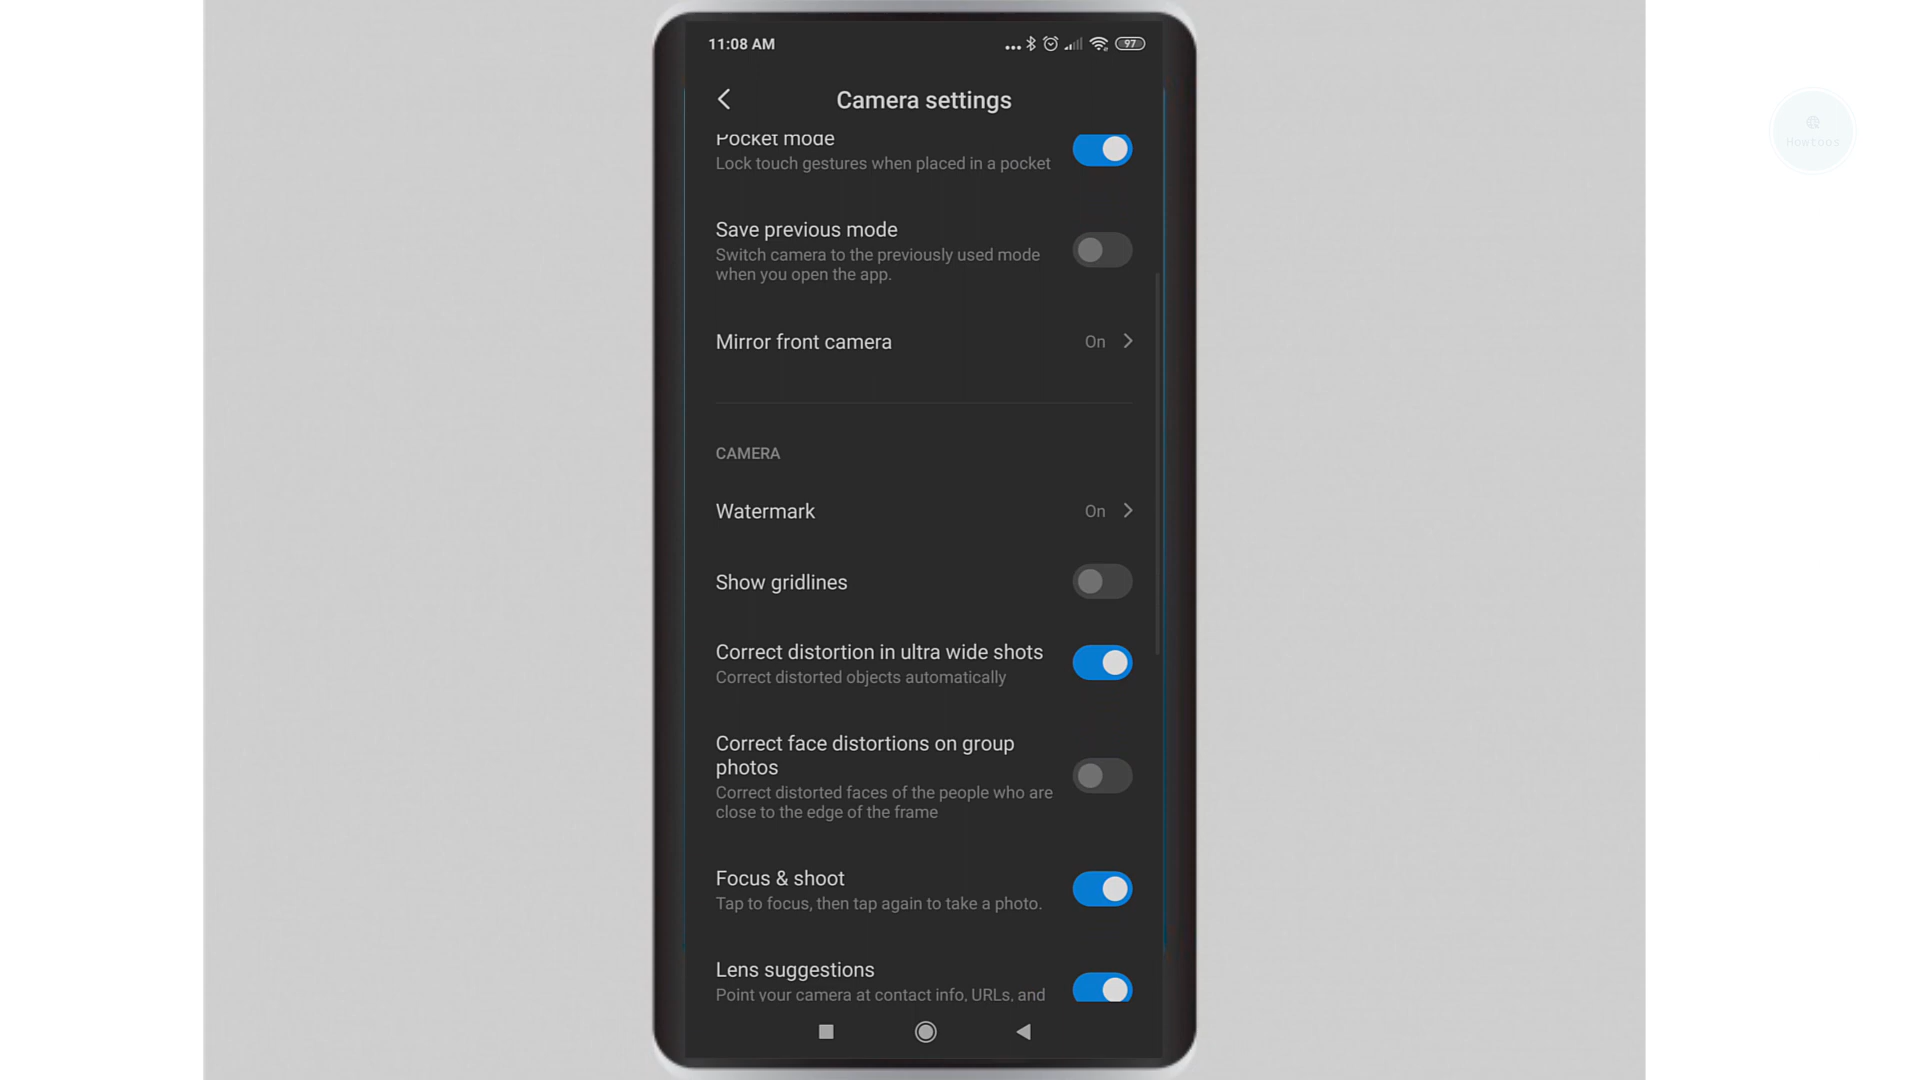 11:08 AM
97
Camera settings
Pocket mode
Lock touch gestures when placed in a pocket
Save previous mode
Switch camera to the previously used mode
when you open the app.
Mirror front camera
On
CAMERA
Watermark
On
Show gridlines
Correct distortion in ultra wide shots
Correct distorted objects automatically
Correct face distortions on group
photos
Correct distorted faces of the people who are
close to the edge of the frame
Focus & shoot
Tap to focus, then tap again to take a photo.
Lens suggestions
Point your camera at contact info, URLs, and
Howtoos